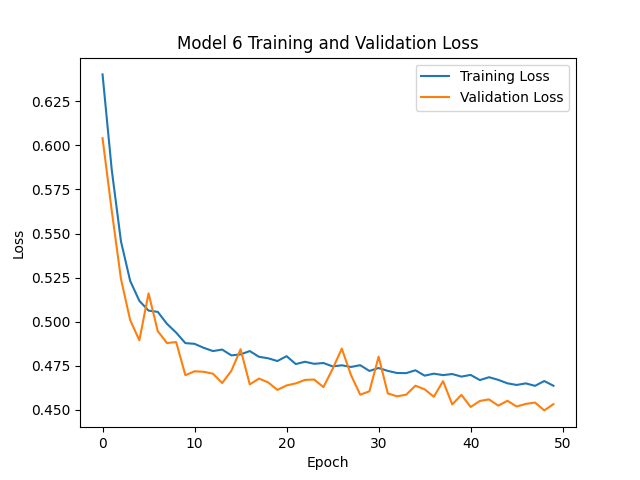 Model 6 Training and Validation Loss
Training Loss
Validation Loss
Loss
0.625
0.600
0.575
0.550
0.525
0.500
0.475
0.450
0 10 20 30 40 50
Epoch